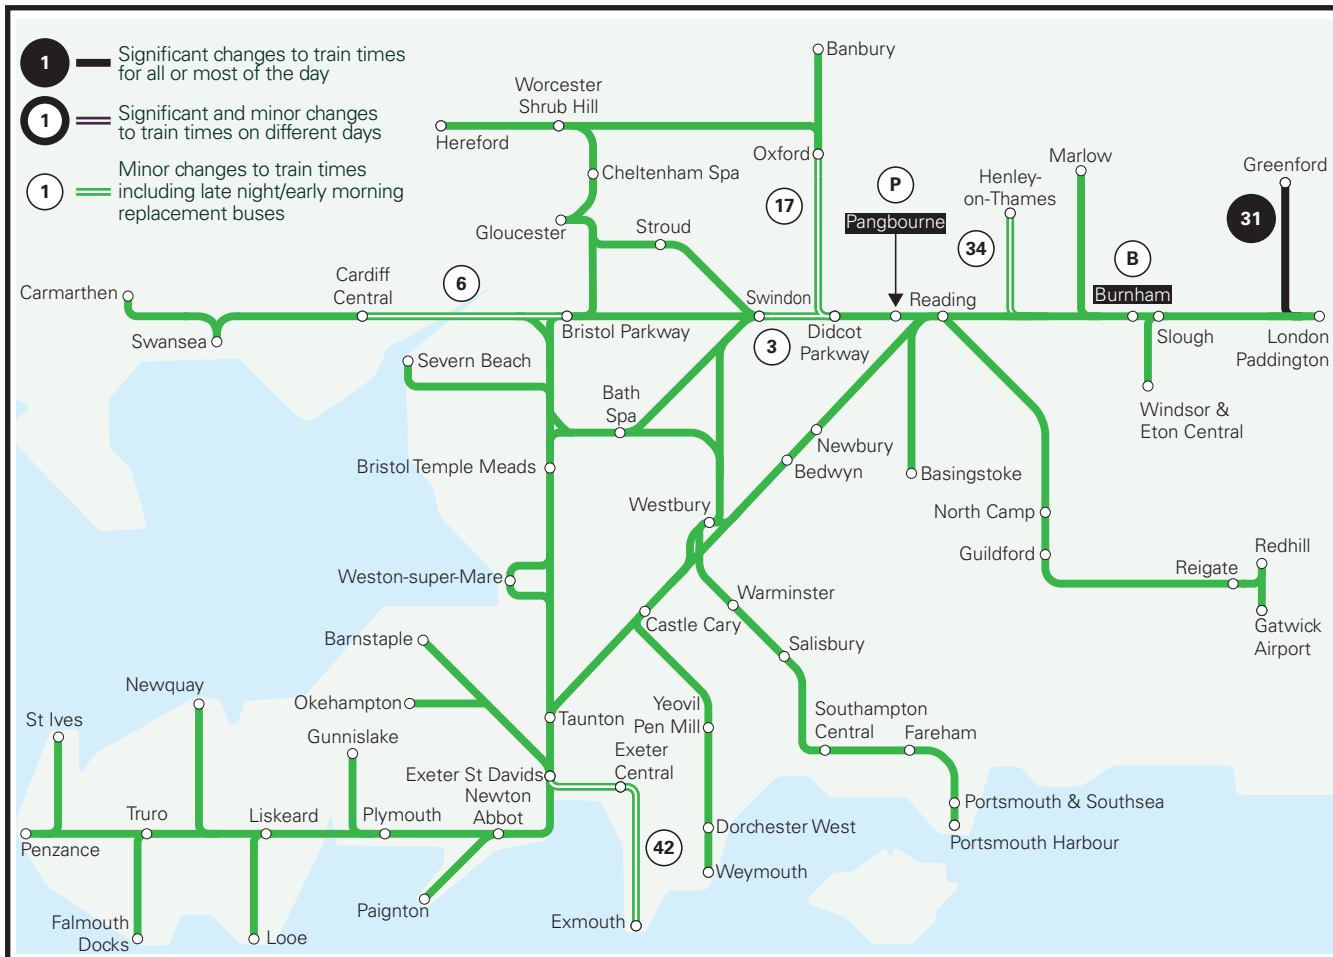 1
Significant changes to train times
for all or most of the day
1
Significant and minor changes
to train times on different days
1
Minor changes to train times
including late night/early morning
replacement buses
Banbury
Worcester
Shrub Hill
Hereford
Oxford
Cheltenham Spa
Marlow
Greenford
Henley-
on-Thames
P
17
31
Pangbourne
Gloucester
Stroud
34
B
Cardiff
Central
6
Carmarthen
Burnham
Swindon
Reading
Swansea
Bristol Parkway
3
Didcot
Parkway
Slough
London
Paddington
Severn Beach
Bath
Spa
Windsor &
Eton Central
Newbury
Bristol Temple Meads
Bedwyn
Basingstoke
Westbury
North Camp
Guildford
Redhill
Reigate
Weston-super-Mare
Warminster
Castle Cary
Gatwick
Airport
Barnstaple
Salisbury
Newquay
Okehampton
Yeovil
Pen Mill
St Ives
Taunton
Southampton
Central
Fareham
Gunnislake
Exeter
Central
Exeter St Davids
Newton
Abbot
Truro
Liskeard
Plymouth
Portsmouth & Southsea
Dorchester West
Portsmouth Harbour
Penzance
42
Weymouth
Paignton
Falmouth
Docks
Looe
Exmouth